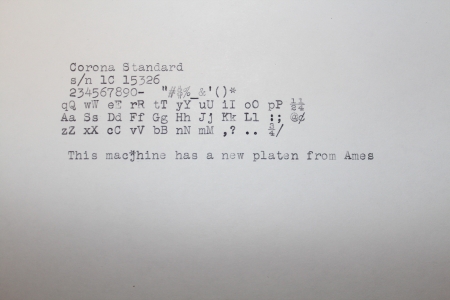 Corona Standard
s/n 1C 15326
234567890-  "#$%_&'()*
qQ wW eE rR tT yY uU iI oO pP ½¼
Aa Ss Dd Ff Gg Hh Jj Kk Ll :; @¢
zZ xX cC vV bB nN mM ,? .. ¾/
This machine has a new platen from Ames